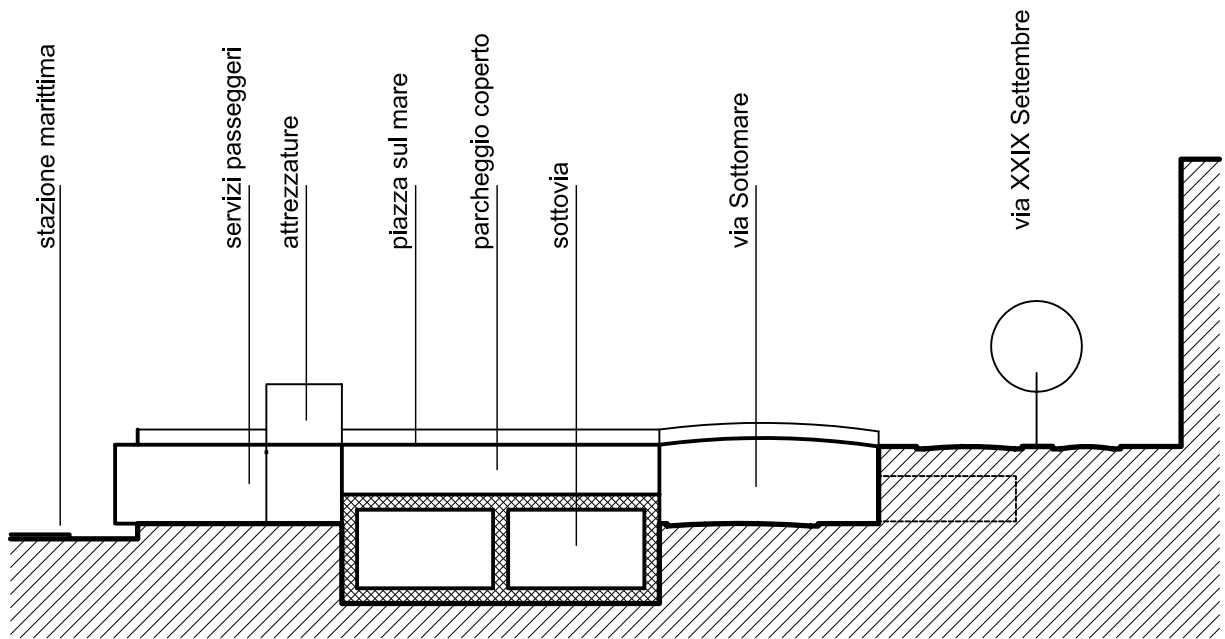 stazione marittima
servizi passeggeri
attrezzature
piazza sul mare
parcheggio coperto
sottovia
via Sottomare
via XXIX Settembre